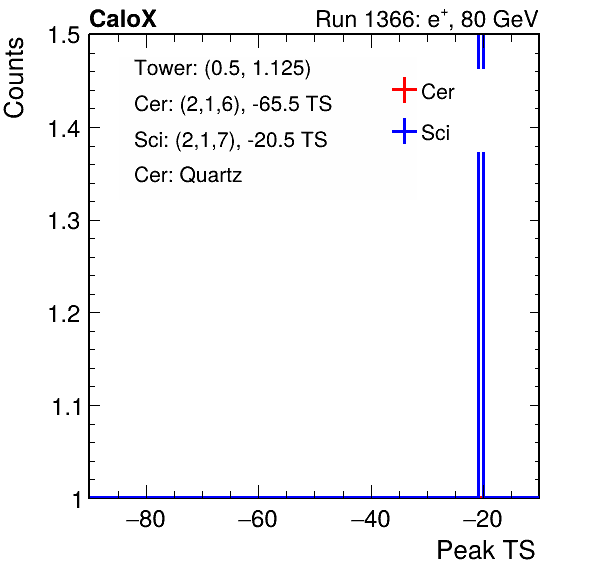 CaloX Run 1366: e⁺, 80 GeV
Counts
1.5
Tower: (0.5, 1.125)
Cer: (2,1,6), -65.5 TS
Sci: (2,1,7), -20.5 TS
Cer: Quartz
Cer
Sci
1.4
1.3
1.2
1.1
1
−80 −60 −40 −20
Peak TS